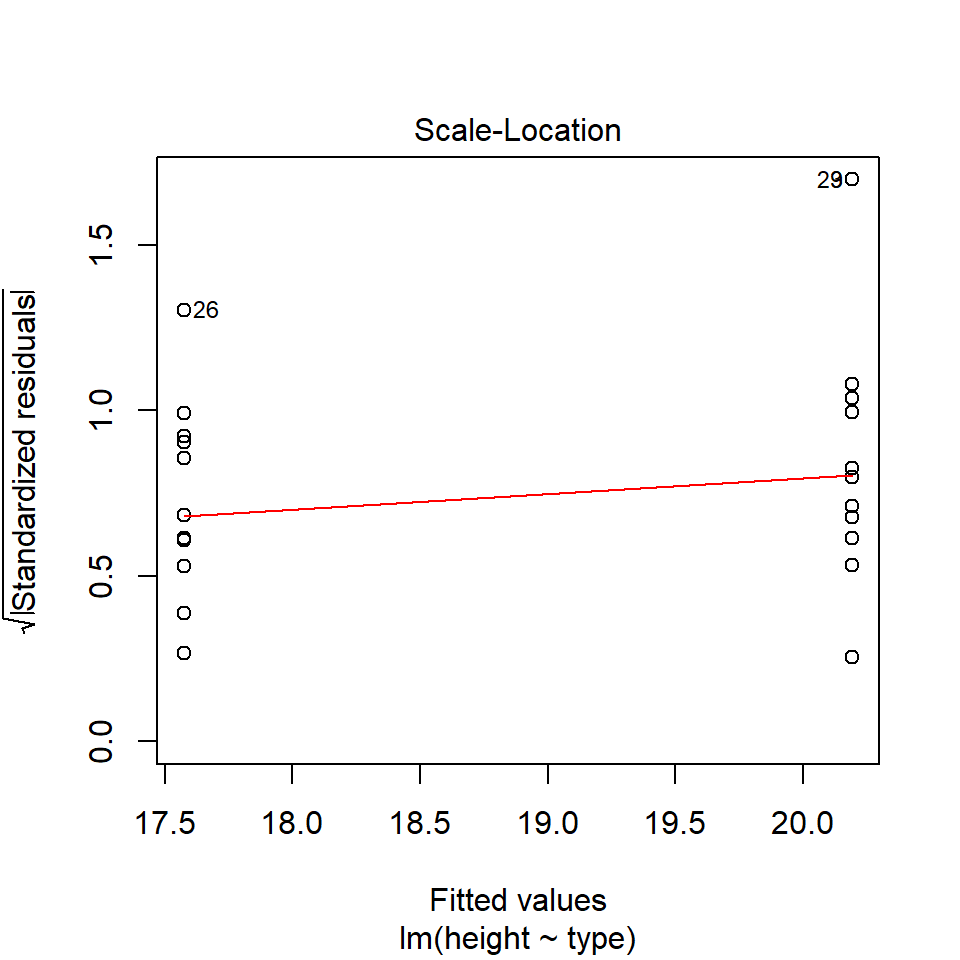 Scale-Location
√|Standardized residuals|
1.5
1.0
0.5
0.0
26
29
17.5 18.0 18.5 19.0 19.5 20.0
Fitted values
lm(height ~ type)